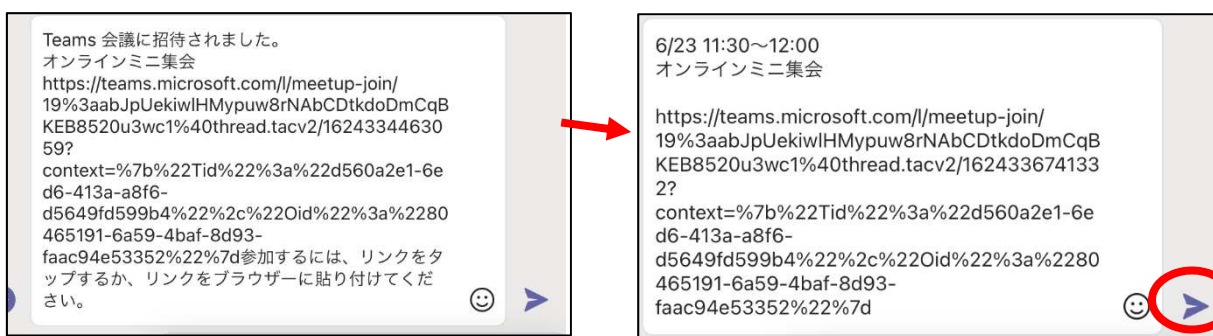 Teams 会議に招待されました。
オンラインミニ集会
https://teams.microsoft.com/l/meetup-join/
19%3aabJpUekiwlHMypuw8rNAbCDtkdoDmCqB
KEB8520u3wc1%40thread.tacv2/16243344630
59?
context=%7b%22Tid%22%3a%22d560a2e1-6e
d6-413a-a8f6-
d5649fd599b4%22%2c%22Oid%22%3a%2280
465191-6a59-4baf-8d93-
faac94e53352%22%7d参加するには、リンクをタ
ップするか、リンクをブラウザーに貼り付けてくだ
さい。
6/23 11:30～12:00
オンラインミニ集会
https://teams.microsoft.com/l/meetup-join/
19%3aabJpUekiwlHMypuw8rNAbCDtkdoDmCqB
KEB8520u3wc1%40thread.tacv2/162433674133
2?
context=%7b%22Tid%22%3a%22d560a2e1-6e
d6-413a-a8f6-
d5649fd599b4%22%2c%22Oid%22%3a%2280
465191-6a59-4baf-8d93-
faac94e53352%22%7d